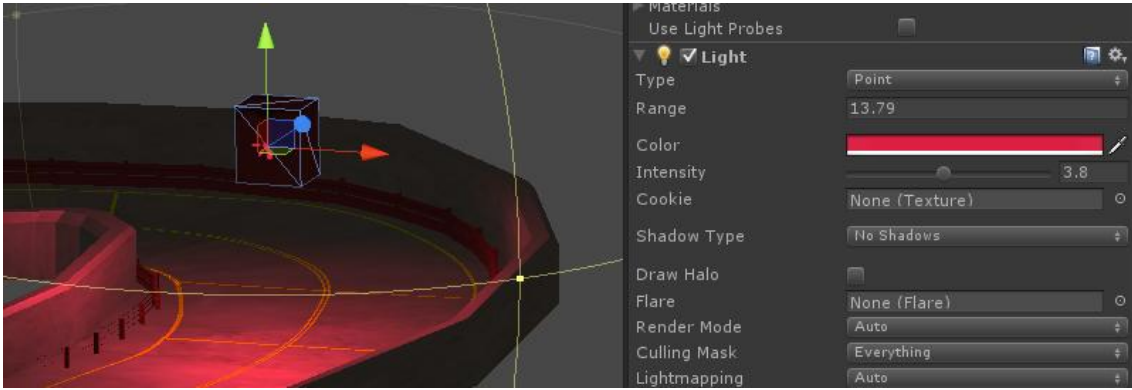 Materials
Use Light Probes
Light
Type Point
Range 13.79
Color
Intensity 3.8
Cookie None (Texture)
Shadow Type No Shadows
Draw Halo
Flare None (Flare)
Render Mode Auto
Culling Mask Everything
Lightmapping Auto